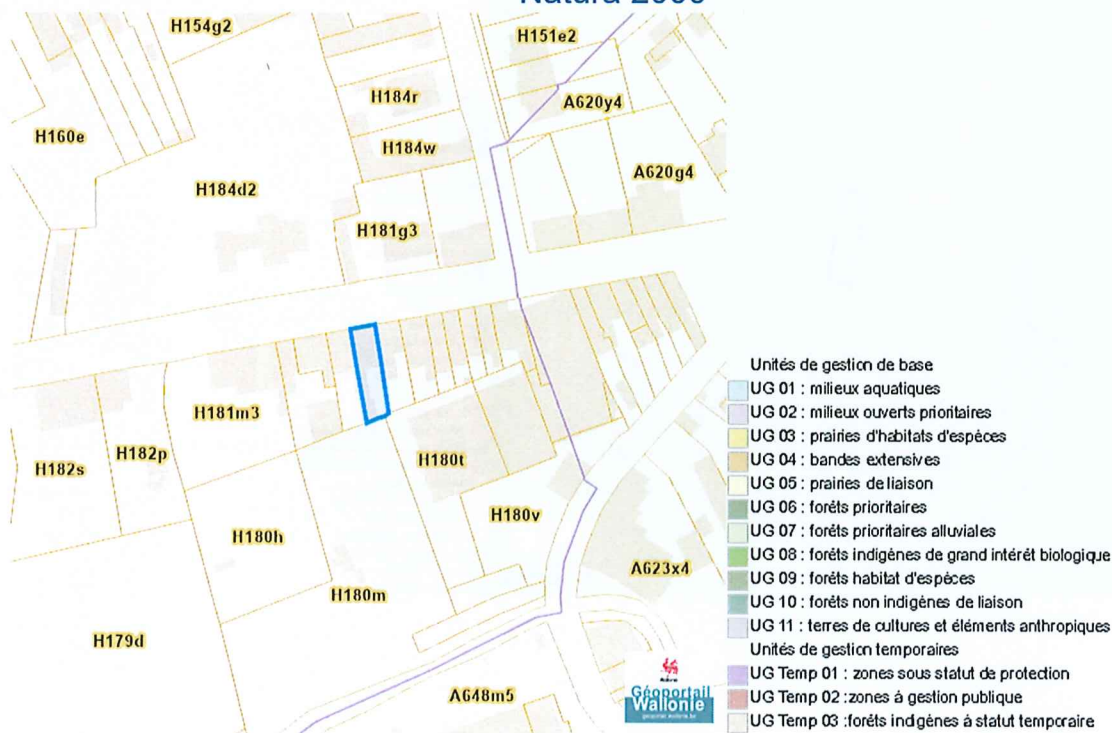 Natura 2000
H154g2
H151e2
H184r
A620y4
H160e
H184w
A620g4
H184d2
H181g3
H181m3
H182s
H182p
H180t
H180v
H180h
A623x4
H180m
H179d
A648m5
Géoportail
Wallonie
Unités de gestion de base
UG 01 : milieux aquatiques
UG 02 : milieux ouverts prioritaires
UG 03 : prairies d'habitats d'espèces
UG 04 : bandes extensives
UG 05 : prairies de liaison
UG 06 : forêts prioritaires
UG 07 : forêts prioritaires alluviales
UG 08 : forêts indigènes de grand intérêt biologique
UG 09 : forêts habitat d'espèces
UG 10 : forêts non indigènes de liaison
UG 11 : terres de cultures et éléments anthropiques
Unités de gestion temporaires
UG Temp 01 : zones sous statut de protection
UG Temp 02 :zones à gestion publique
UG Temp 03 :forêts indigènes à statut temporaire